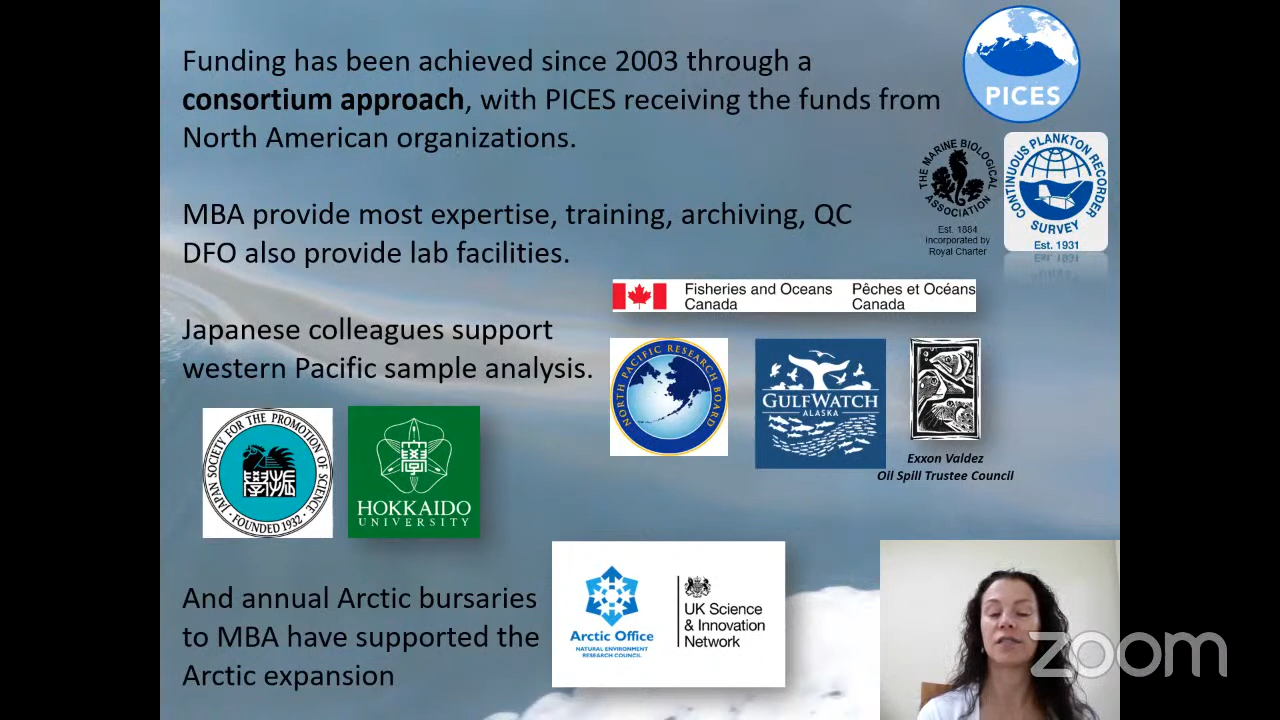 Funding has been achieved since 2003 through a
consortium approach, with PICES receiving the funds from
North American organizations.
PICES
THE MARINE BIOLOGICAL ASSOCIATION
Est. 1884
Incorporated by
Royal Charter
CONTINUOUS PLANKTON RECORDER
SURVEY
Est. 1931
MBA provide most expertise, training, archiving, QC
DFO also provide lab facilities.
Fisheries and Oceans
Canada
Pêches et Océans
Canada
Japanese colleagues support
western Pacific sample analysis.
NORTH PACIFIC RESEARCH BOARD
GULFWATCH
ALASKA
Exxon Valdez
Oil Spill Trustee Council
JAPAN SOCIETY FOR THE PROMOTION OF SCIENCE
· FOUNDED 1932 ·
HOKKAIDO
UNIVERSITY
And annual Arctic bursaries
to MBA have supported the
Arctic expansion
Arctic Office
NATURAL ENVIRONMENT
RESEARCH COUNCIL
UK Science
& Innovation
Network
zoom